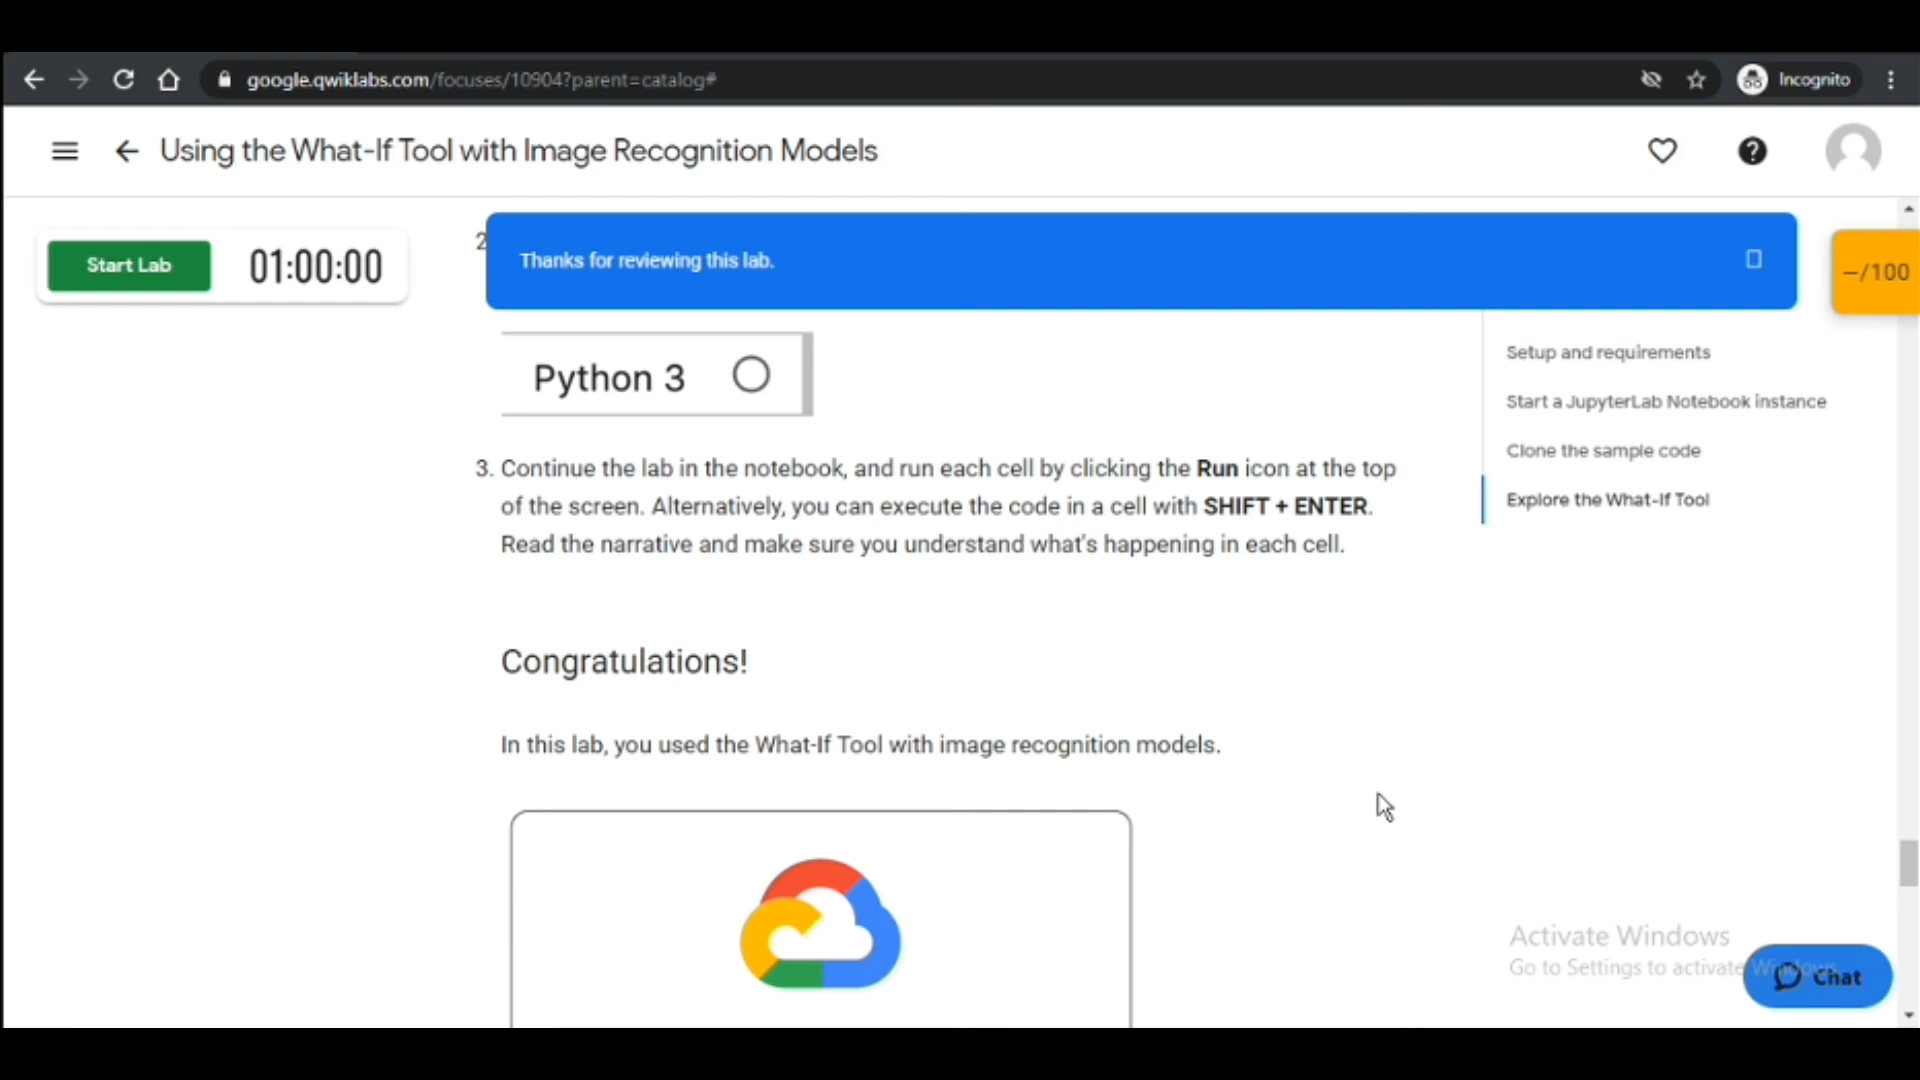 google.qwiklabs.com/focuses/10904?parent=catalog#
Incognito
Using the What-If Tool with Image Recognition Models
Start Lab
01:00:00
2
Thanks for reviewing this lab.
–/100
Python 3
Setup and requirements
Start a JupyterLab Notebook instance
Clone the sample code
Explore the What-If Tool
3. Continue the lab in the notebook, and run each cell by clicking the Run icon at the top
of the screen. Alternatively, you can execute the code in a cell with SHIFT + ENTER.
Read the narrative and make sure you understand what's happening in each cell.
Congratulations!
In this lab, you used the What-If Tool with image recognition models.
Activate Windows
Go to Settings to activate Windows.
Chat